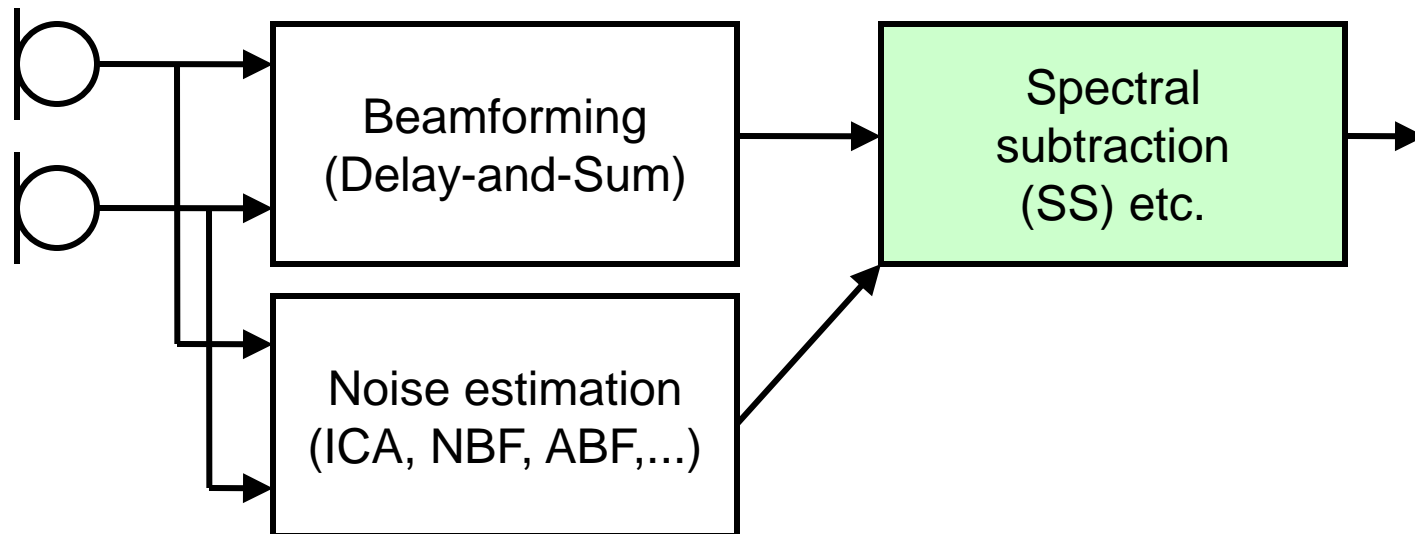 Beamforming
(Delay-and-Sum)
Spectral
subtraction
(SS) etc.
Noise estimation
(ICA, NBF, ABF,...)